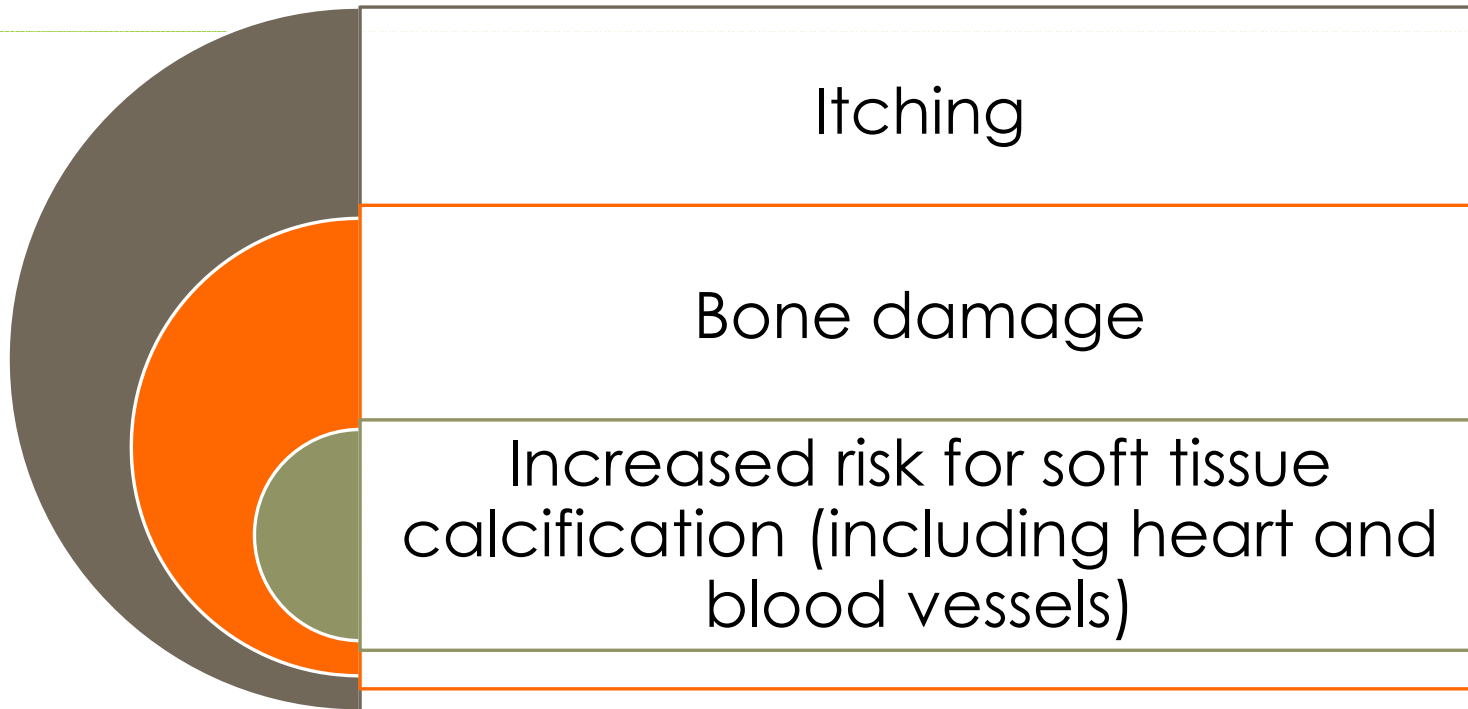 Itching
Bone damage
Increased risk for soft tissue
calcification (including heart and
blood vessels)